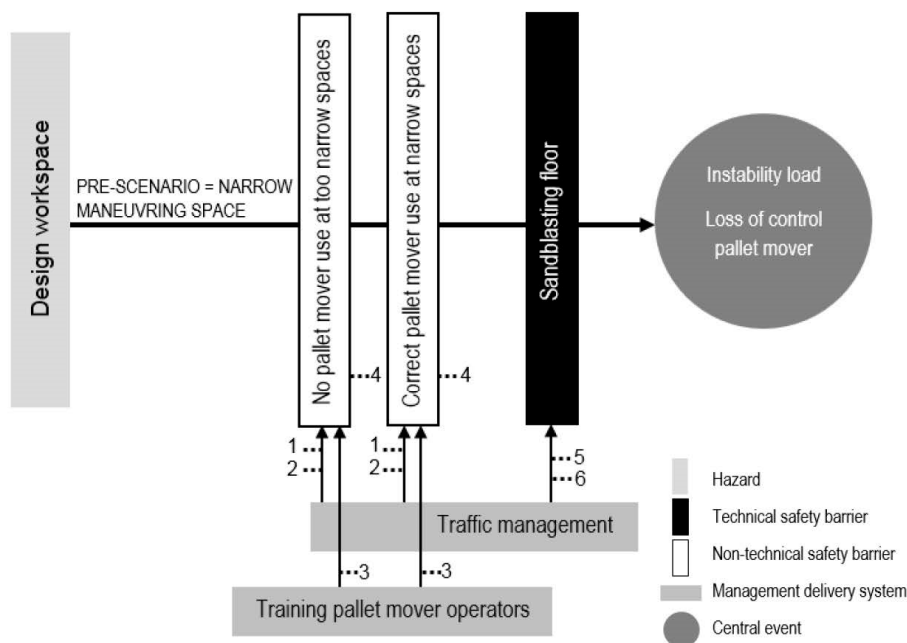 Design workspace
PRE-SCENARIO = NARROW
MANEUVRING SPACE
No pallet mover use at too narrow spaces
Correct pallet mover use at narrow spaces
Sandblasting floor
Instability load
Loss of control
pallet mover
4
4
1
2
1
2
5
6
Traffic management
3
3
Training pallet mover operators
Hazard
Technical safety barrier
Non-technical safety barrier
Management delivery system
Central event